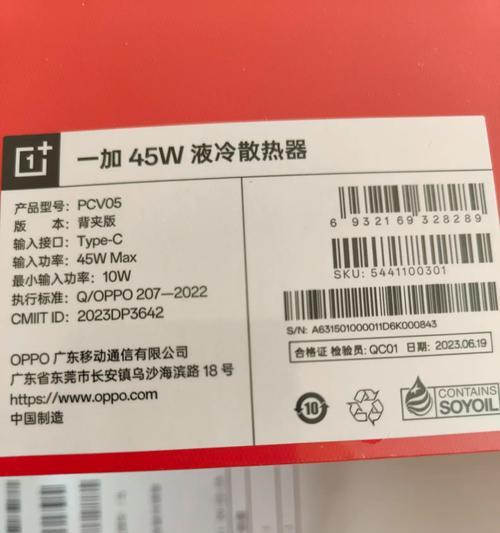 1+
一加 45W 液冷散热器
产品型号: PCV05
版 本: 背夹版
输入接口: Type-C
输入功率: 45W Max
最小输入功率: 10W
执行标准: Q/OPPO 207-2022
CMIIT ID: 2023DP3642
OPPO 广东移动通信有限公司
广东省东莞市长安镇乌沙海滨路 18 号
https://www.oppo.com
中国制造
6 932169 328289
SKU: 5441100301
S/N: A631501000011D6K000843
合格证 检验员: QC01 日期: 2023.06.19
10
CONTAINS
SOYOIL